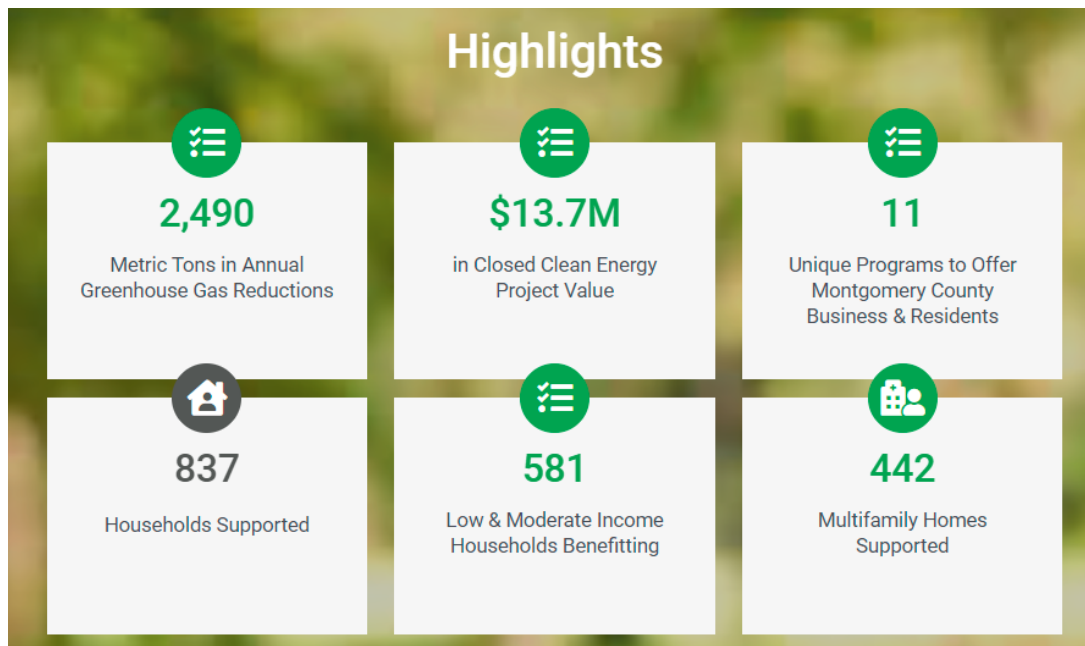 Highlights
2,490
Metric Tons in Annual
Greenhouse Gas Reductions
$13.7M
in Closed Clean Energy
Project Value
11
Unique Programs to Offer
Montgomery County
Business & Residents
837
Households Supported
581
Low & Moderate Income
Households Benefitting
442
Multifamily Homes
Supported